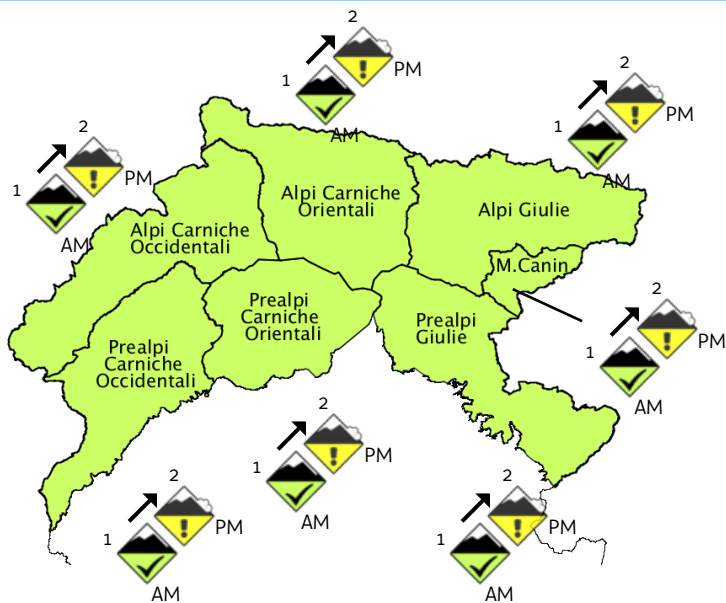 2
1
PM
AM
2
1
PM
AM
2
1
PM
AM
Alpi Carniche
Orientali
Alpi Giulie
Alpi Carniche
Occidentali
M.Canin
Prealpi
Carniche
Orientali
Prealpi
Giulie
Prealpi
Carniche
Occidentali
2
1
PM
AM
2
1
PM
AM
2
1
PM
AM
2
1
PM
AM